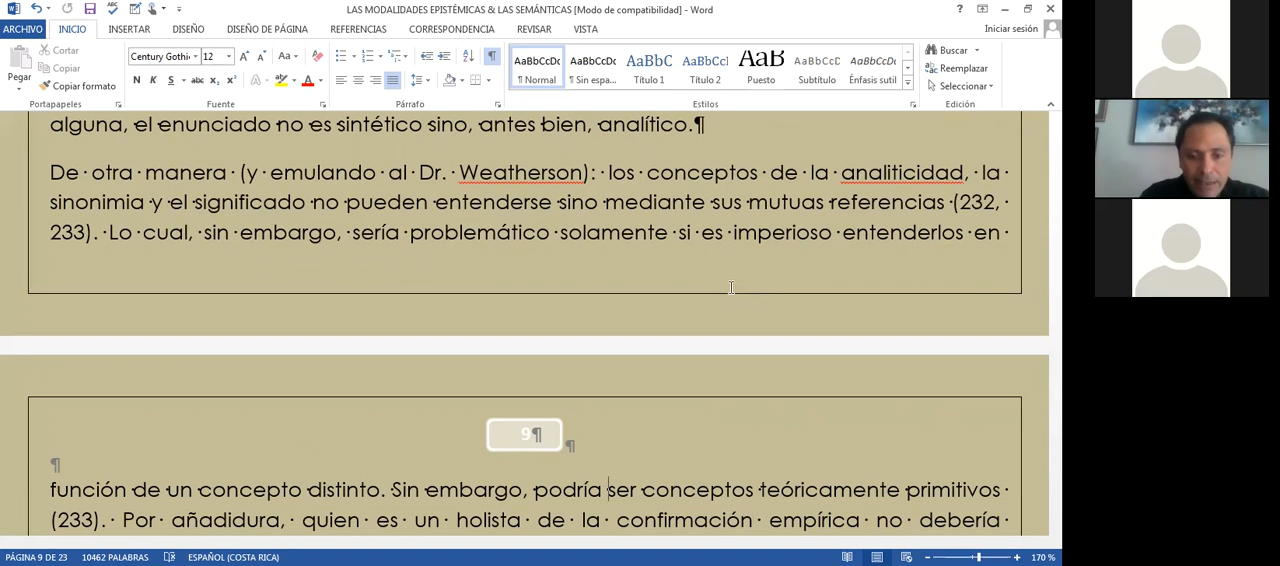 LAS MODALIDADES EPISTÉMICAS & LAS SEMÁNTICAS [Modo de compatibilidad] - Word
ARCHIVO INICIO INSERTAR DISEÑO DISEÑO DE PÁGINA REFERENCIAS CORRESPONDENCIA REVISAR VISTA Iniciar sesión
Pegar
Cortar
Copiar
Copiar formato
Portapapeles
Century Gothi 12
Fuente
Párrafo
AaBbCcDc AaBbCcDc AaBbC AaBbCcD AaB AaBbCcC AaBbCcDc
¶ Normal ¶ Sin espa... Título 1 Título 2 Puesto Subtítulo Énfasis sutil
Estilos
Buscar
Reemplazar
Seleccionar
Edición
alguna, el enunciado no es sintético sino, antes bien, analítico.¶
De otra manera (y emulando al Dr. Weatherson): los conceptos de la analiticidad, la
sinonimia y el significado no pueden entenderse sino mediante sus mutuas referencias (232,
233). Lo cual, sin embargo, sería problemático solamente si es imperioso entenderlos en
9¶
¶
¶
función de un concepto distinto. Sin embargo, podría ser conceptos teóricamente primitivos
(233). Por añadidura, quien es un holista de la confirmación empírica no debería
PÁGINA 9 DE 23 10462 PALABRAS ESPAÑOL (COSTA RICA) 170 %